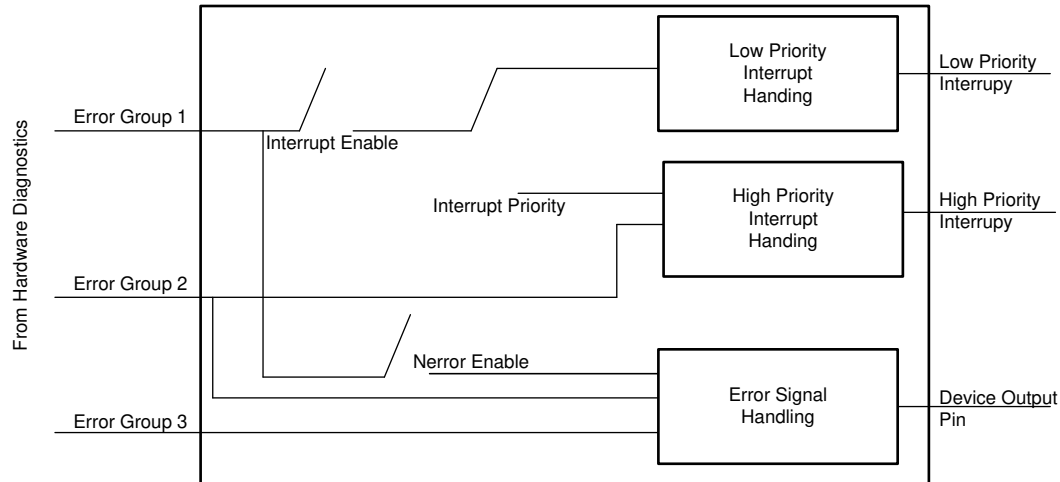 From Hardware Diagnostics
Error Group 1
Interrupt Enable
Low Priority
Interrupt
Handing
Low Priority
Interrupy
Interrupt Priority
High Priority
Interrupt
Handing
High Priority
Interrupy
Error Group 2
Nerror Enable
Error Signal
Handling
Device Output
Pin
Error Group 3